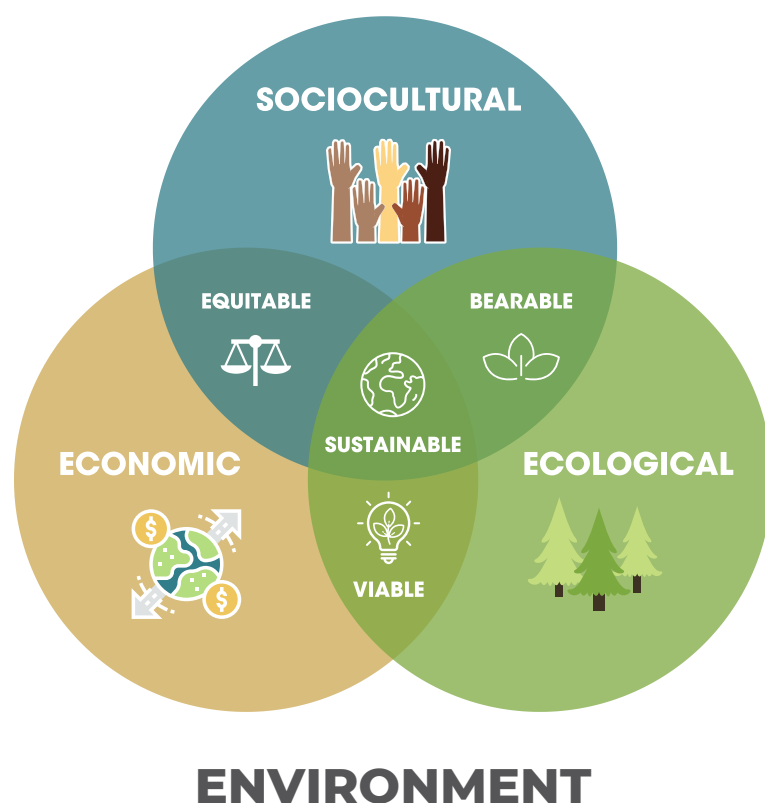 SOCIOCULTURAL
EQUITABLE
BEARABLE
SUSTAINABLE
ECONOMIC
ECOLOGICAL
$
$
VIABLE
ENVIRONMENT